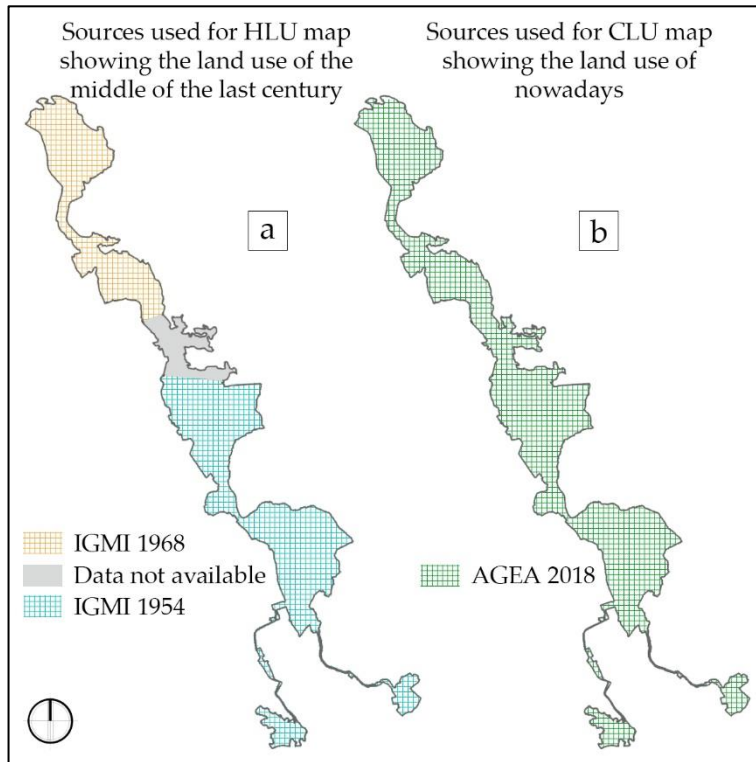 Sources used for HLU map
showing the land use of the
middle of the last century
Sources used for CLU map
showing the land use of
nowadays
a
b
IGMI 1968
Data not available
IGMI 1954
AGEA 2018